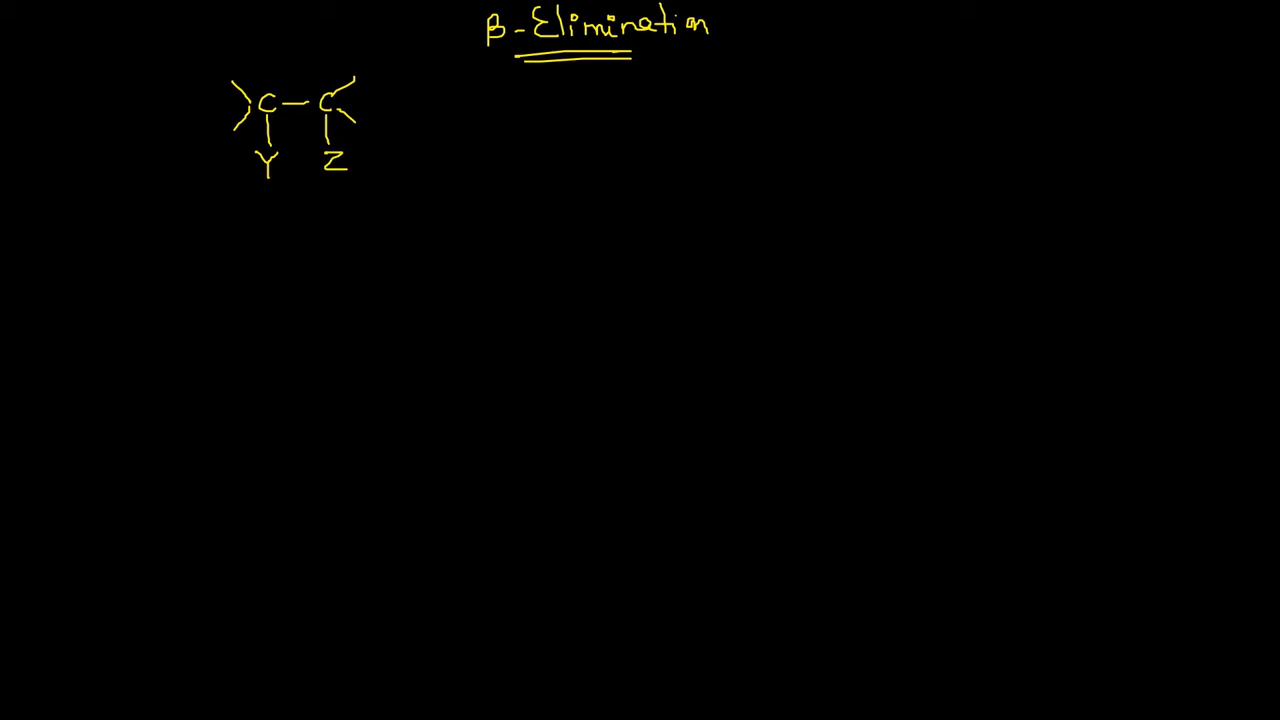 β-Elimination
C — C
Y Z